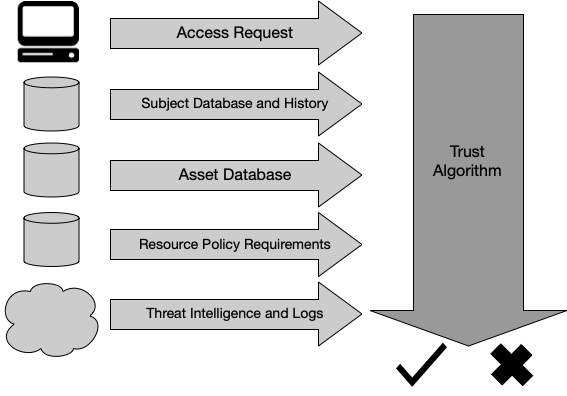 Access Request
Subject Database and History
Trust
Algorithm
Asset Database
Resource Policy Requirements
Threat Intelligence and Logs